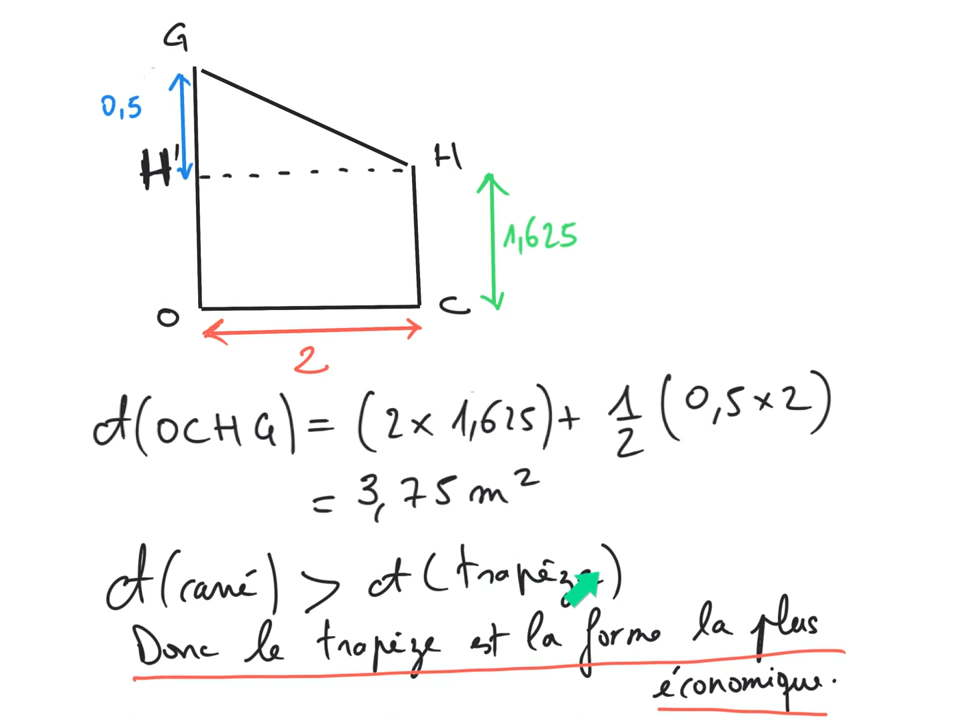 G
0,5
H'
H
1,625
O
C
2
A(OCHG) = (2 x 1,625) + 1/2 (0,5 x 2)
= 3,75 m²
A(carré) > A(trapèze)
Donc le trapèze est la forme la plus
économique.